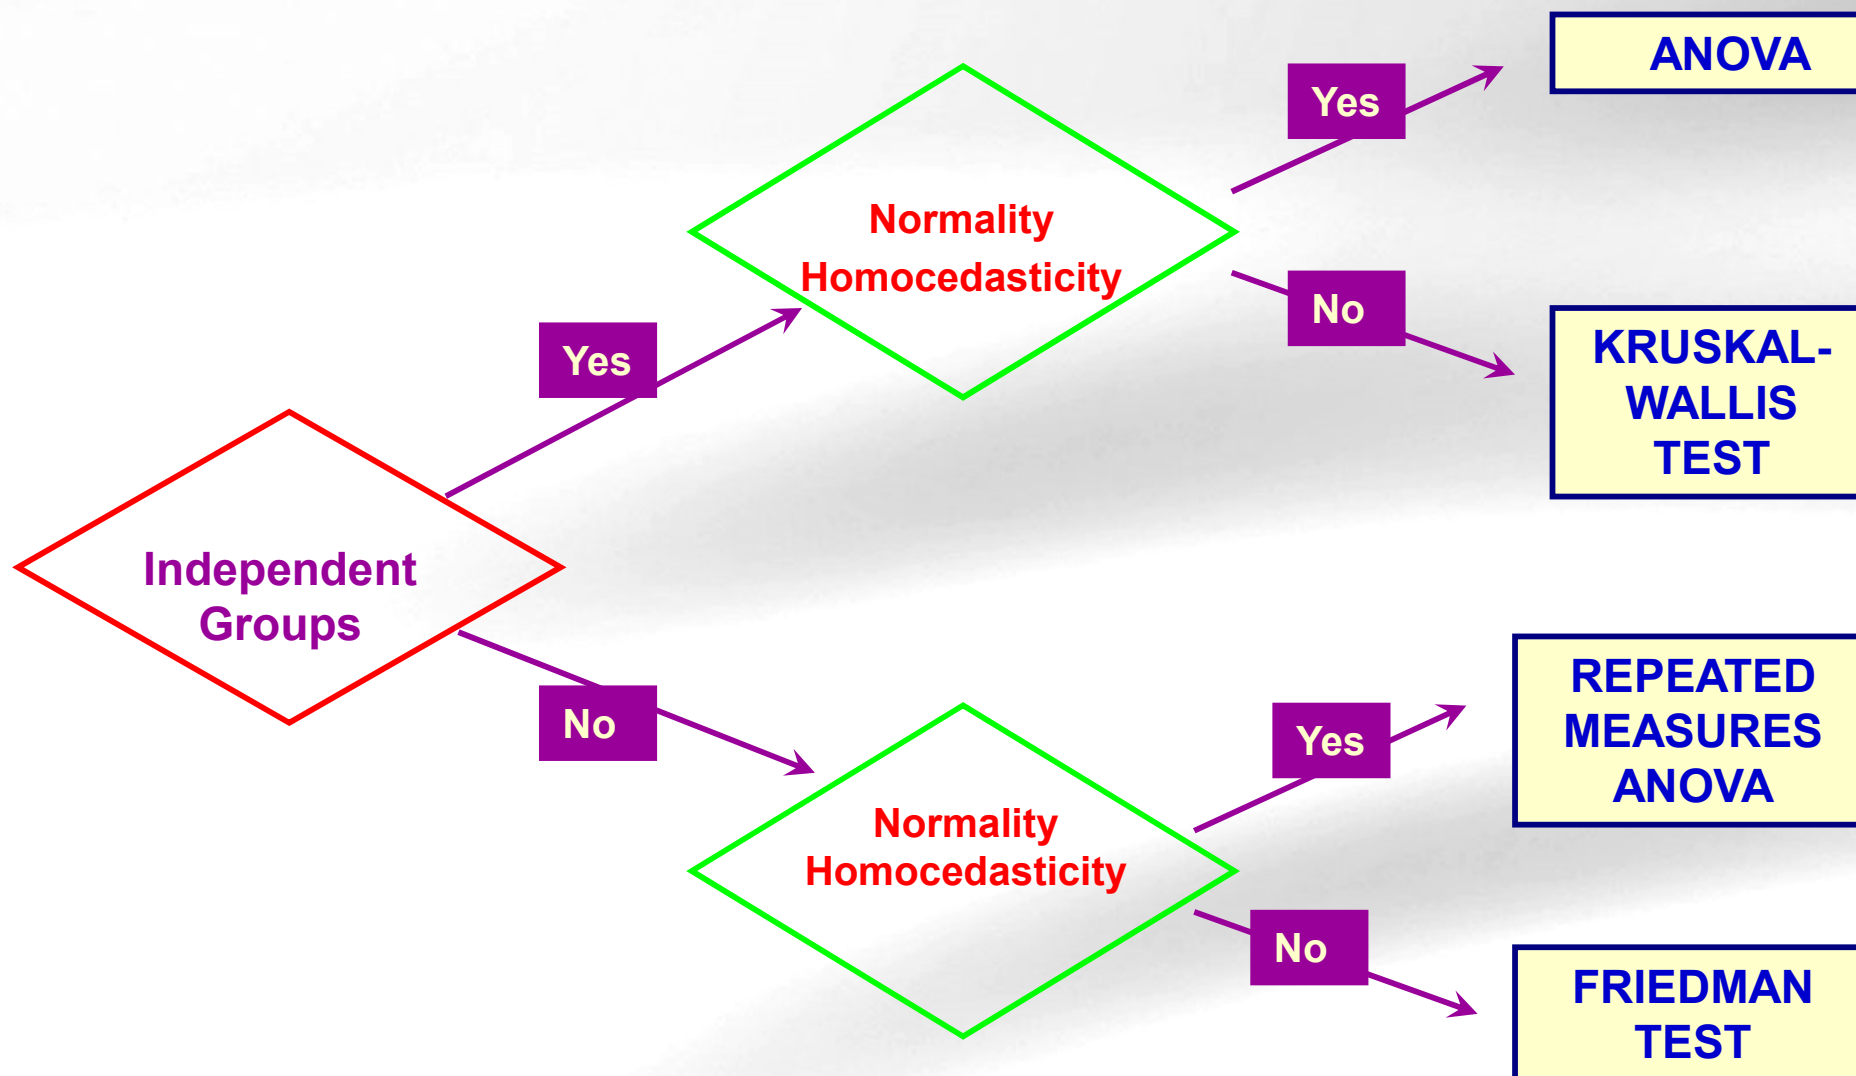 Independent
Groups
Yes
Normality
Homocedasticity
Yes
ANOVA
No
KRUSKAL-
WALLIS
TEST
No
Normality
Homocedasticity
Yes
REPEATED
MEASURES
ANOVA
No
FRIEDMAN
TEST